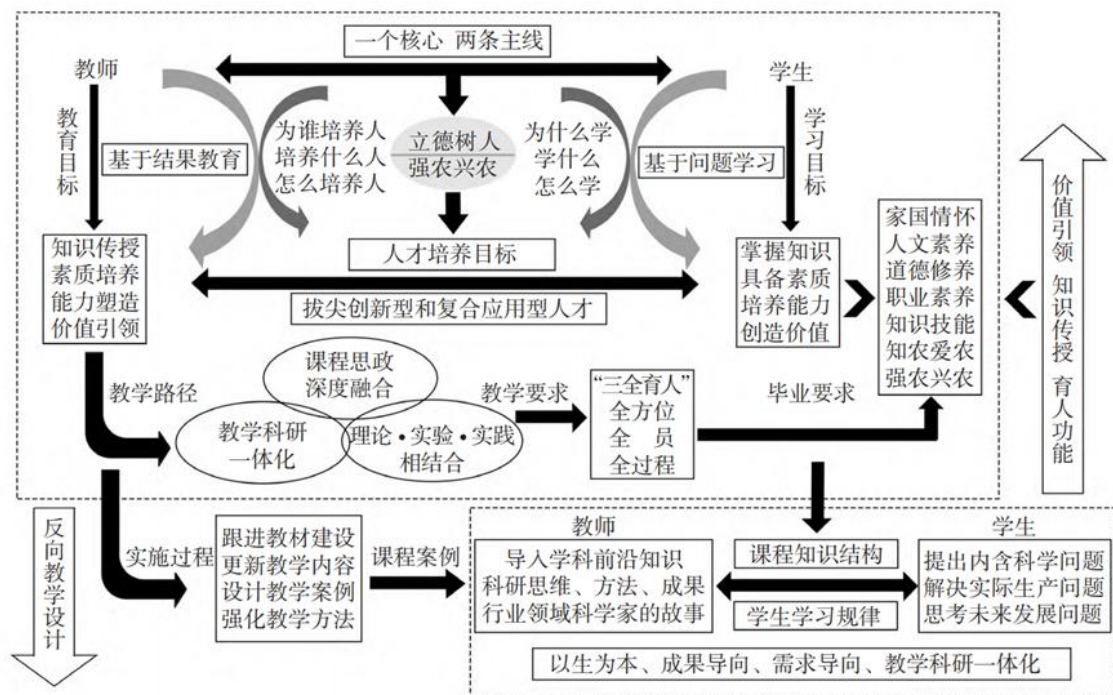 一个核心 两条主线
教师
学生
教育目标
基于结果教育
为谁培养人
培养什么人
怎么培养人
立德树人
强农兴农
为什么学
学什么
怎么学
基于问题学习
学习目标
知识传授
素质培养
能力塑造
价值引领
人才培养目标
拔尖创新型和复合应用型人才
掌握知识
具备素质
培养能力
创造价值
家国情怀
人文素养
道德修养
职业素养
知识技能
知农爱农
强农兴农
价值引领 知识传授 育人功能
教学路径
课程思政
深度融合
教学科研
一体化
理论·实验·实践
相结合
教学要求
“三全育人”
全方位
全 员
全过程
毕业要求
反向教学设计
实施过程
跟进教材建设
更新教学内容
设计教学案例
强化教学方法
课程案例
教师
导入学科前沿知识
科研思维、方法、成果
行业领域科学家的故事
课程知识结构
学生学习规律
学生
提出内含科学问题
解决实际生产问题
思考未来发展问题
以生为本、成果导向、需求导向、教学科研一体化